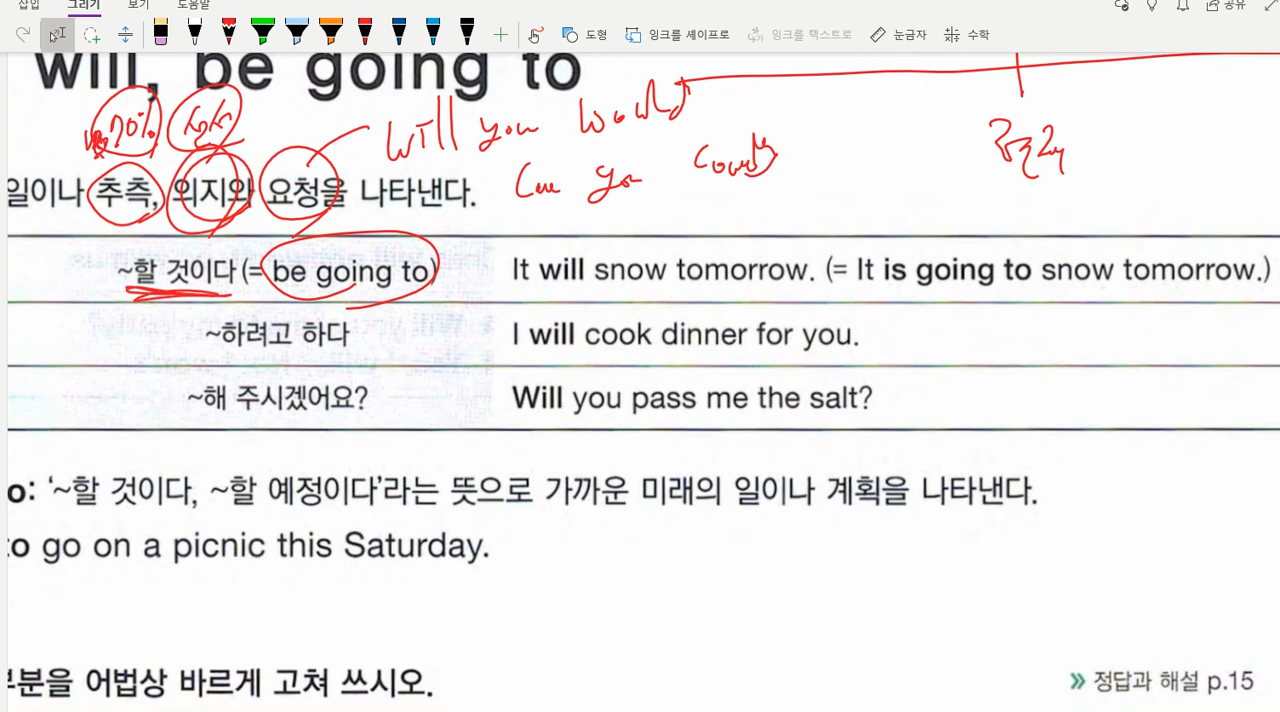 삽입 그리기 보기 도움말 공유
도형 잉크를 셰이프로 잉크를 텍스트로 눈금자 수학
will, be going to
70%
will you would
can you could
일이나 추측, 의지와 요청을 나타낸다.
~할 것이다 (= be going to) It will snow tomorrow. (= It is going to snow tomorrow.)
~하려고 하다 I will cook dinner for you.
~해 주시겠어요? Will you pass me the salt?
o: ‘~할 것이다, ~할 예정이다’라는 뜻으로 가까운 미래의 일이나 계획을 나타낸다.
to go on a picnic this Saturday.
부분을 어법상 바르게 고쳐 쓰시오.
» 정답과 해설 p.15